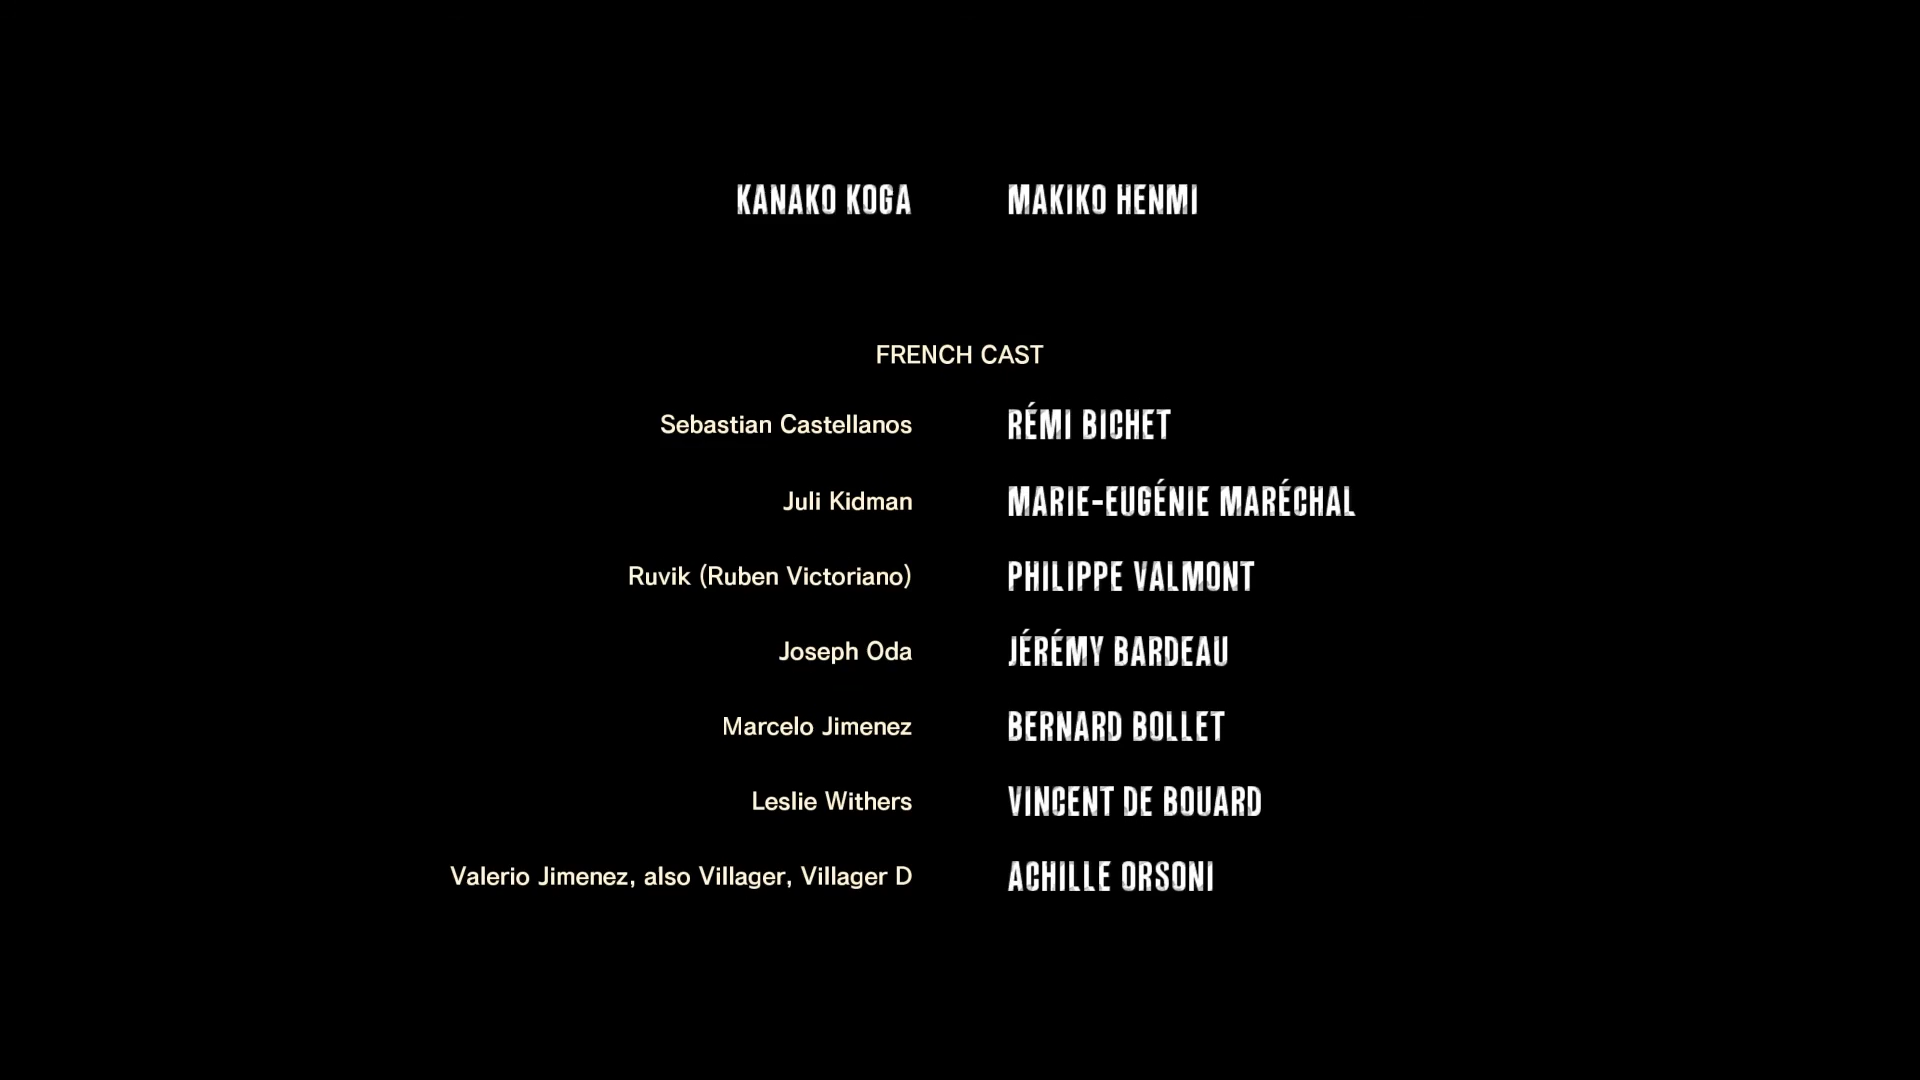 KANAKO KOGA MAKIKO HENMI
FRENCH CAST
Sebastian Castellanos RÉMI BICHET
Juli Kidman MARIE-EUGÉNIE MARÉCHAL
Ruvik (Ruben Victoriano) PHILIPPE VALMONT
Joseph Oda JÉRÉMY BARDEAU
Marcelo Jimenez BERNARD BOLLET
Leslie Withers VINCENT DE BOUARD
Valerio Jimenez, also Villager, Villager D ACHILLE ORSONI